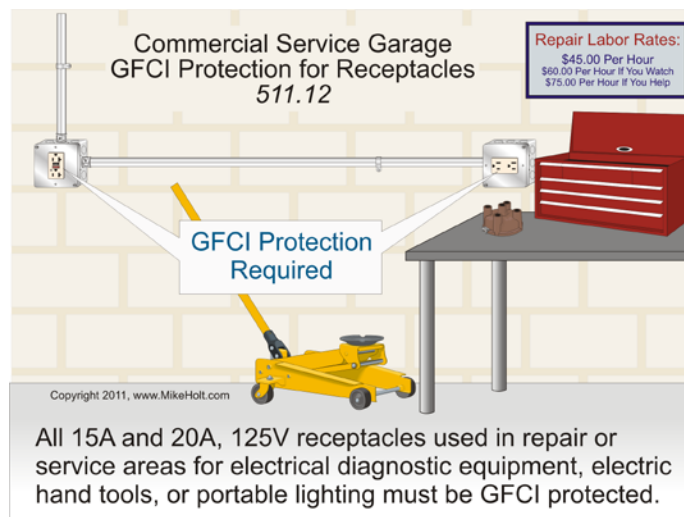 Commercial Service Garage
GFCI Protection for Receptacles
511.12
Repair Labor Rates:
$45.00 Per Hour
$60.00 Per Hour If You Watch
$75.00 Per Hour If You Help
GFCI Protection
Required
Copyright 2011, www.MikeHolt.com
All 15A and 20A, 125V receptacles used in repair or
service areas for electrical diagnostic equipment, electric
hand tools, or portable lighting must be GFCI protected.